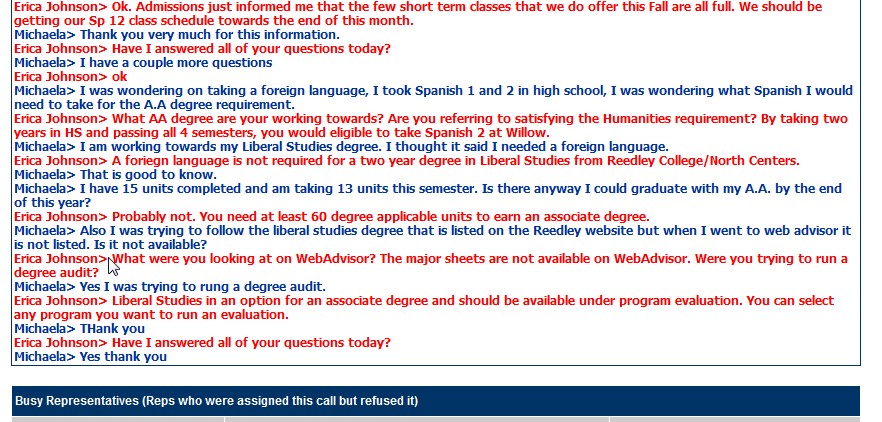 Erica Johnson> Ok. Admissions just informed me that the few short term classes that we do offer this Fall are all full. We should be
getting our Sp 12 class schedule towards the end of this month.
Michaela> Thank you very much for this information.
Erica Johnson> Have I answered all of your questions today?
Michaela> I have a couple more questions
Erica Johnson> ok
Michaela> I was wondering on taking a foreign language, I took Spanish 1 and 2 in high school, I was wondering what Spanish I would
need to take for the A.A degree requirement.
Erica Johnson> What AA degree are your working towards? Are you referring to satisfying the Humanities requirement? By taking two
years in HS and passing all 4 semesters, you would eligible to take Spanish 2 at Willow.
Michaela> I am working towards my Liberal Studies degree. I thought it said I needed a foreign language.
Erica Johnson> A foriegn language is not required for a two year degree in Liberal Studies from Reedley College/North Centers.
Michaela> That is good to know.
Michaela> I have 15 units completed and am taking 13 units this semester. Is there anyway I could graduate with my A.A. by the end
of this year?
Erica Johnson> Probably not. You need at least 60 degree applicable units to earn an associate degree.
Michaela> Also I was trying to follow the liberal studies degree that is listed on the Reedley website but when I went to web advisor it
is not listed. Is it not available?
Erica Johnson> What were you looking at on WebAdvisor? The major sheets are not available on WebAdvisor. Were you trying to run a
degree audit?
Michaela> Yes I was trying to rung a degree audit.
Erica Johnson> Liberal Studies in an option for an associate degree and should be available under program evaluation. You can select
any program you want to run an evaluation.
Michaela> THank you
Erica Johnson> Have I answered all of your questions today?
Michaela> Yes thank you
Busy Representatives (Reps who were assigned this call but refused it)